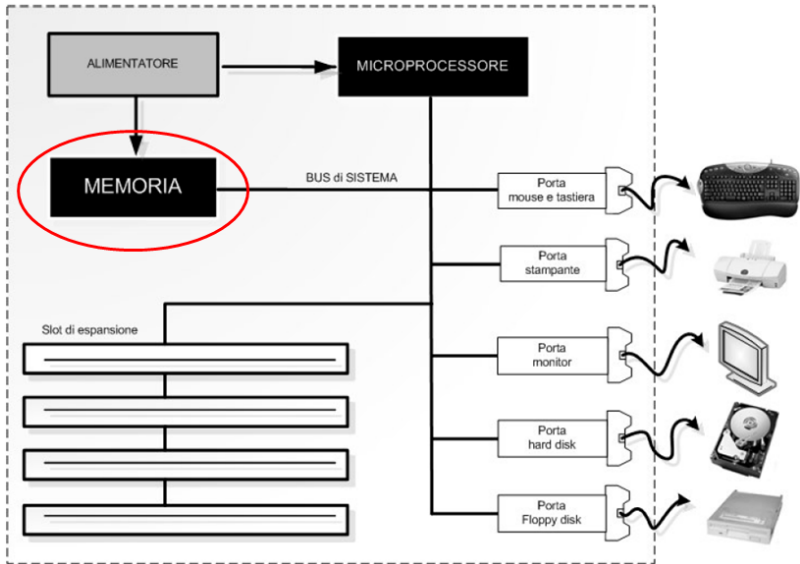 ALIMENTATORE
MICROPROCESSORE
MEMORIA
BUS di SISTEMA
Porta
mouse e tastiera
Porta
stampante
Slot di espansione
Porta
monitor
Porta
hard disk
Porta
Floppy disk